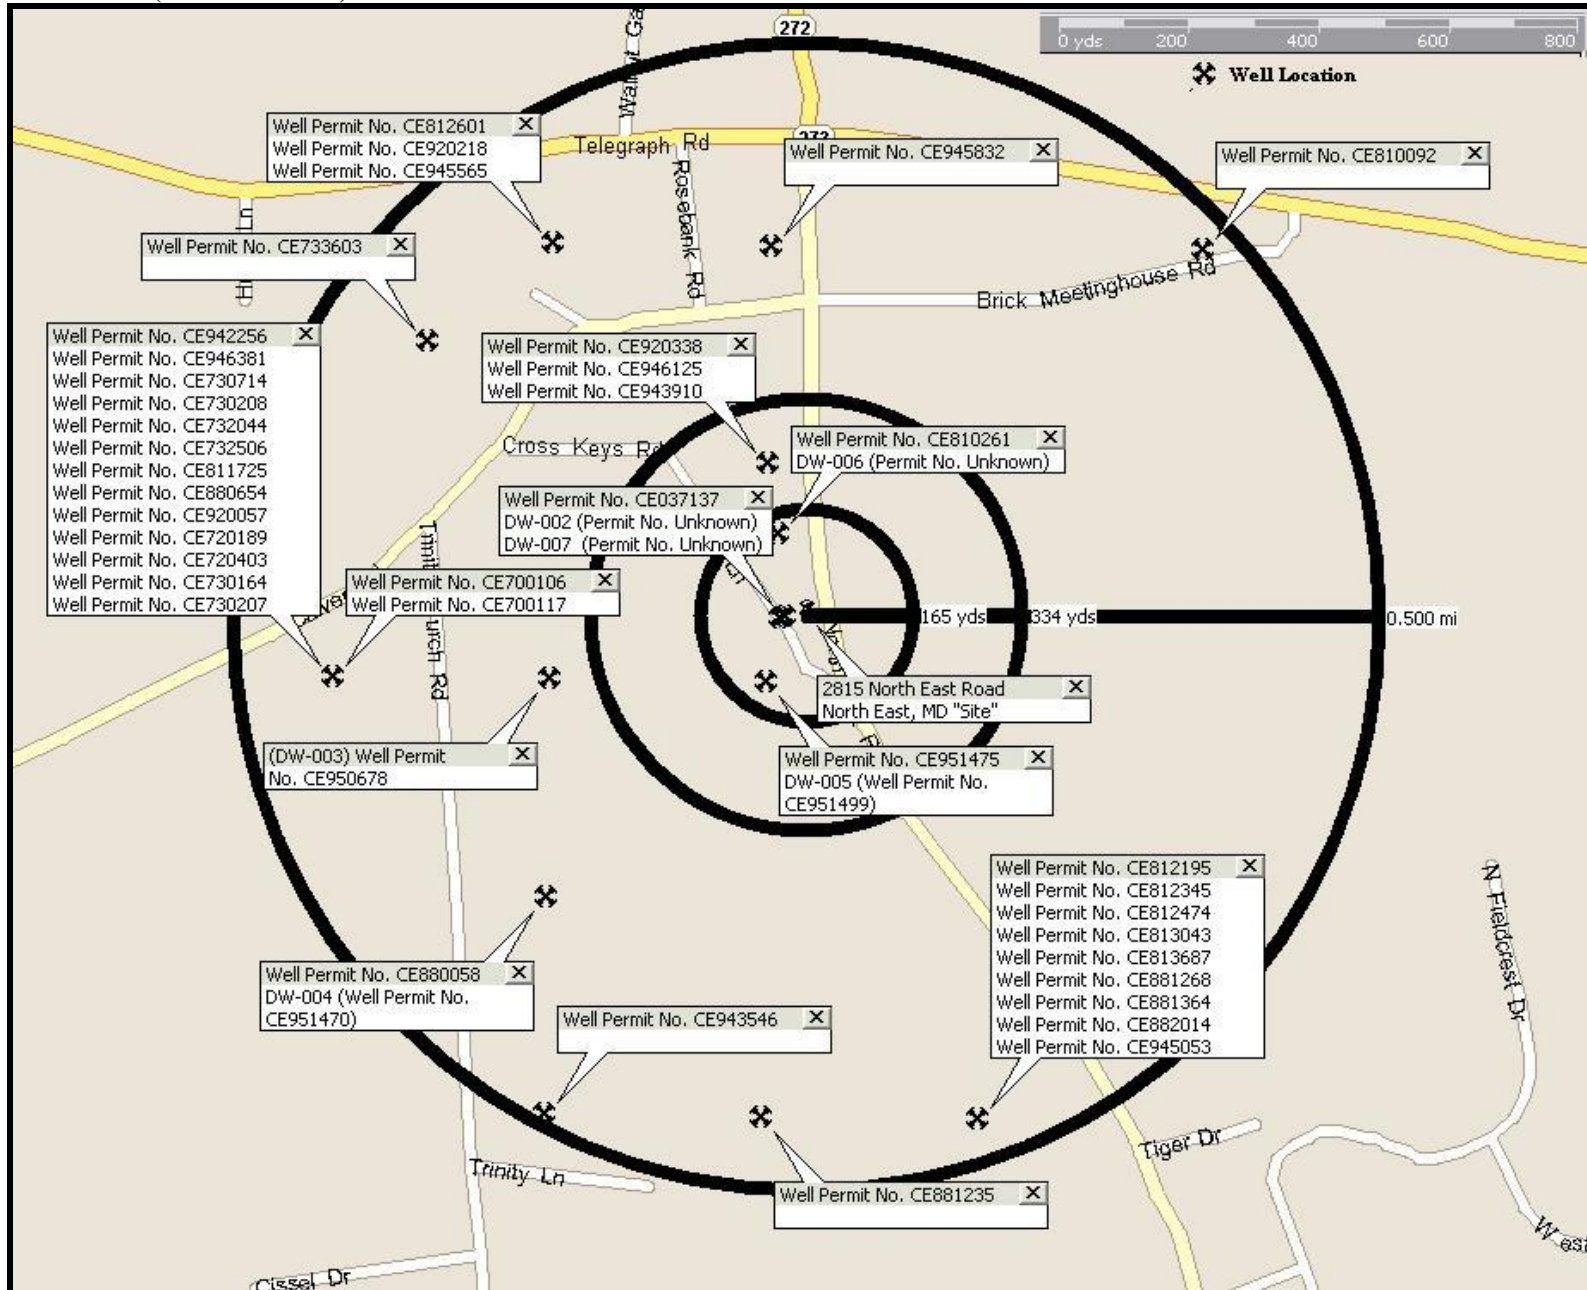 272
0 yds 200 400 600 800
Well Location
Well Permit No. CE812601
Well Permit No. CE920218
Well Permit No. CE945565
Telegraph Rd
272
Well Permit No. CE945832
Well Permit No. CE810092
Rosebank Rd
Well Permit No. CE733603
Brick Meetinghouse Rd
Well Permit No. CE942256
Well Permit No. CE946381
Well Permit No. CE730714
Well Permit No. CE730208
Well Permit No. CE732044
Well Permit No. CE732506
Well Permit No. CE811725
Well Permit No. CE880654
Well Permit No. CE920057
Well Permit No. CE720189
Well Permit No. CE720403
Well Permit No. CE730164
Well Permit No. CE730207
Well Permit No. CE920338
Well Permit No. CE946125
Well Permit No. CE943910
Cross Keys Rd
Well Permit No. CE810261
DW-006 (Permit No. Unknown)
Well Permit No. CE037137
DW-002 (Permit No. Unknown)
DW-007 (Permit No. Unknown)
Well Permit No. CE700106
Well Permit No. CE700117
165 yds
334 yds
0.500 mi
2815 North East Road
North East, MD "Site"
(DW-003) Well Permit
No. CE950678
Well Permit No. CE951475
DW-005 (Well Permit No.
CE951499)
Well Permit No. CE812195
Well Permit No. CE812345
Well Permit No. CE812474
Well Permit No. CE813043
Well Permit No. CE813687
Well Permit No. CE881268
Well Permit No. CE881364
Well Permit No. CE882014
Well Permit No. CE945053
N Fieldcrest Dr
Well Permit No. CE880058
DW-004 (Well Permit No.
CE951470)
Well Permit No. CE943546
Tiger Dr
Trinity Ln
Well Permit No. CE881235
Cissel Dr